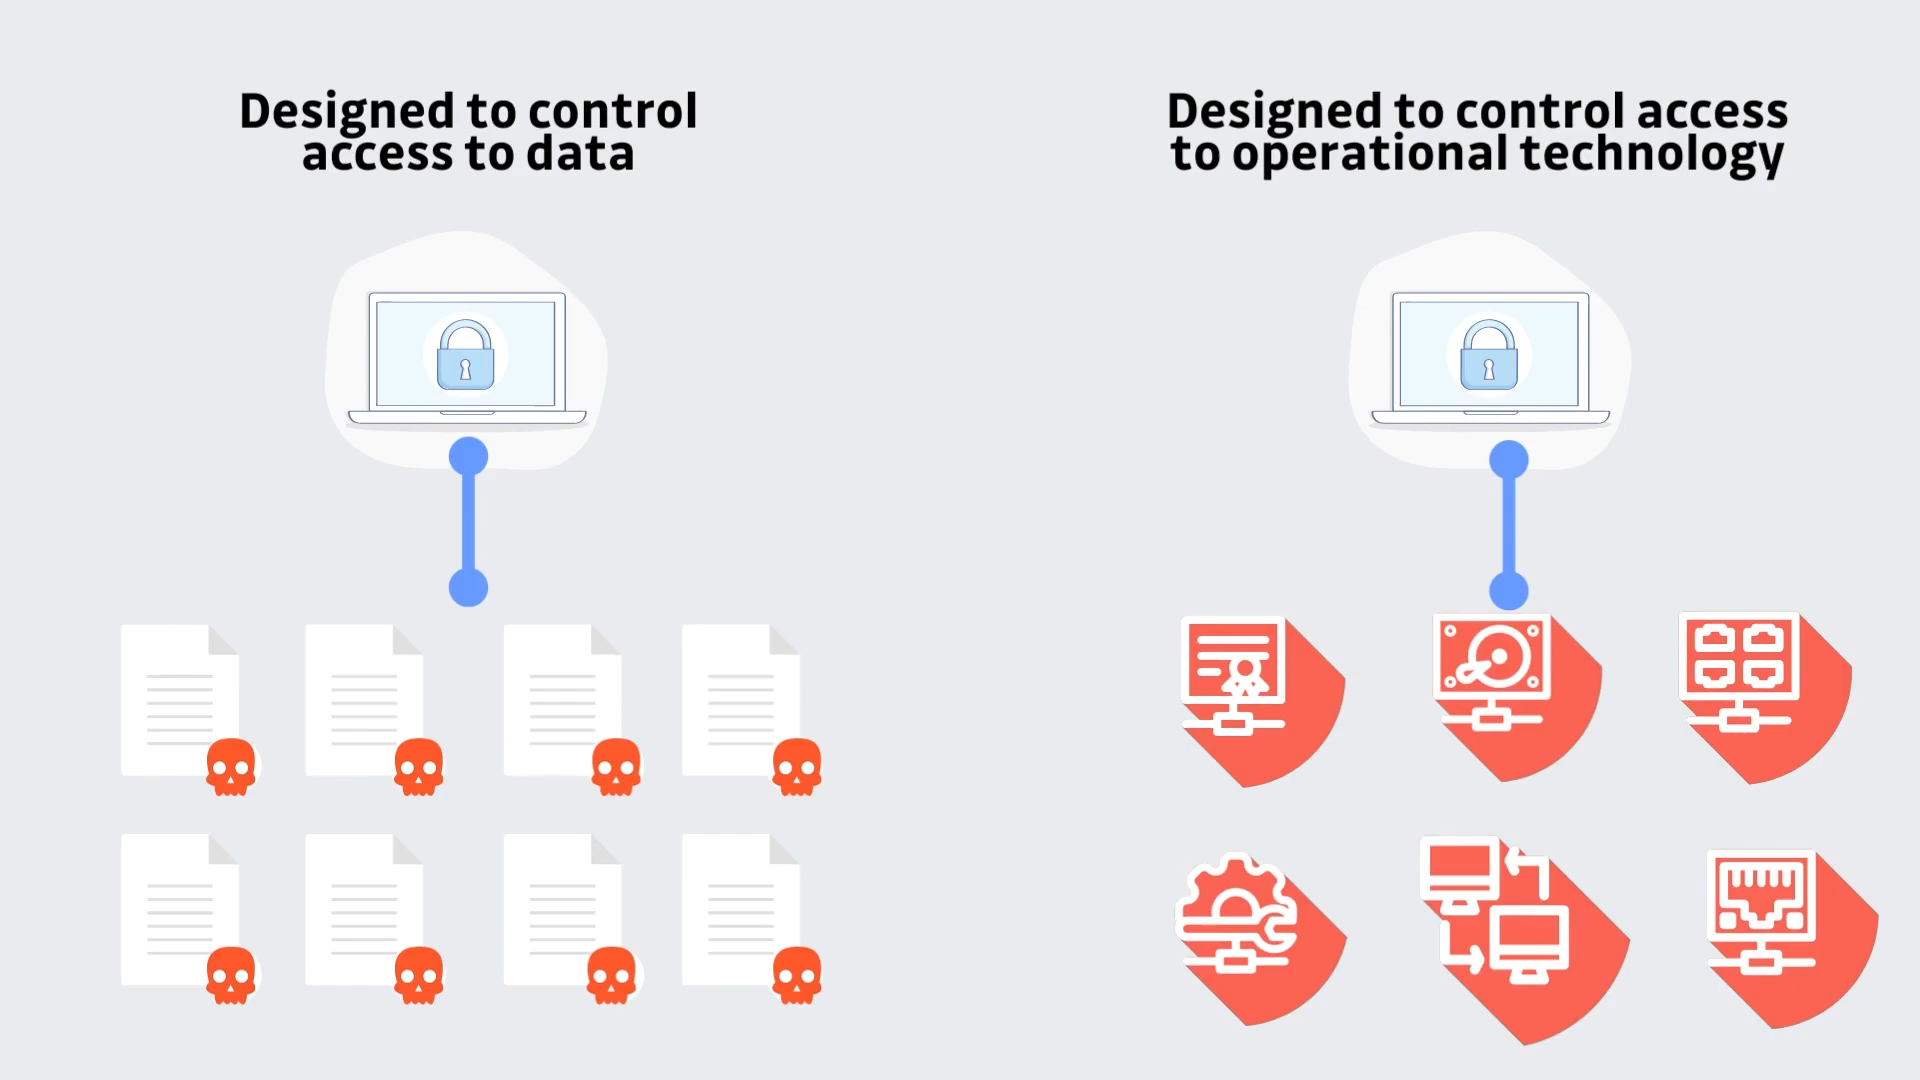 Designed to control
access to data
Designed to control access
to operational technology